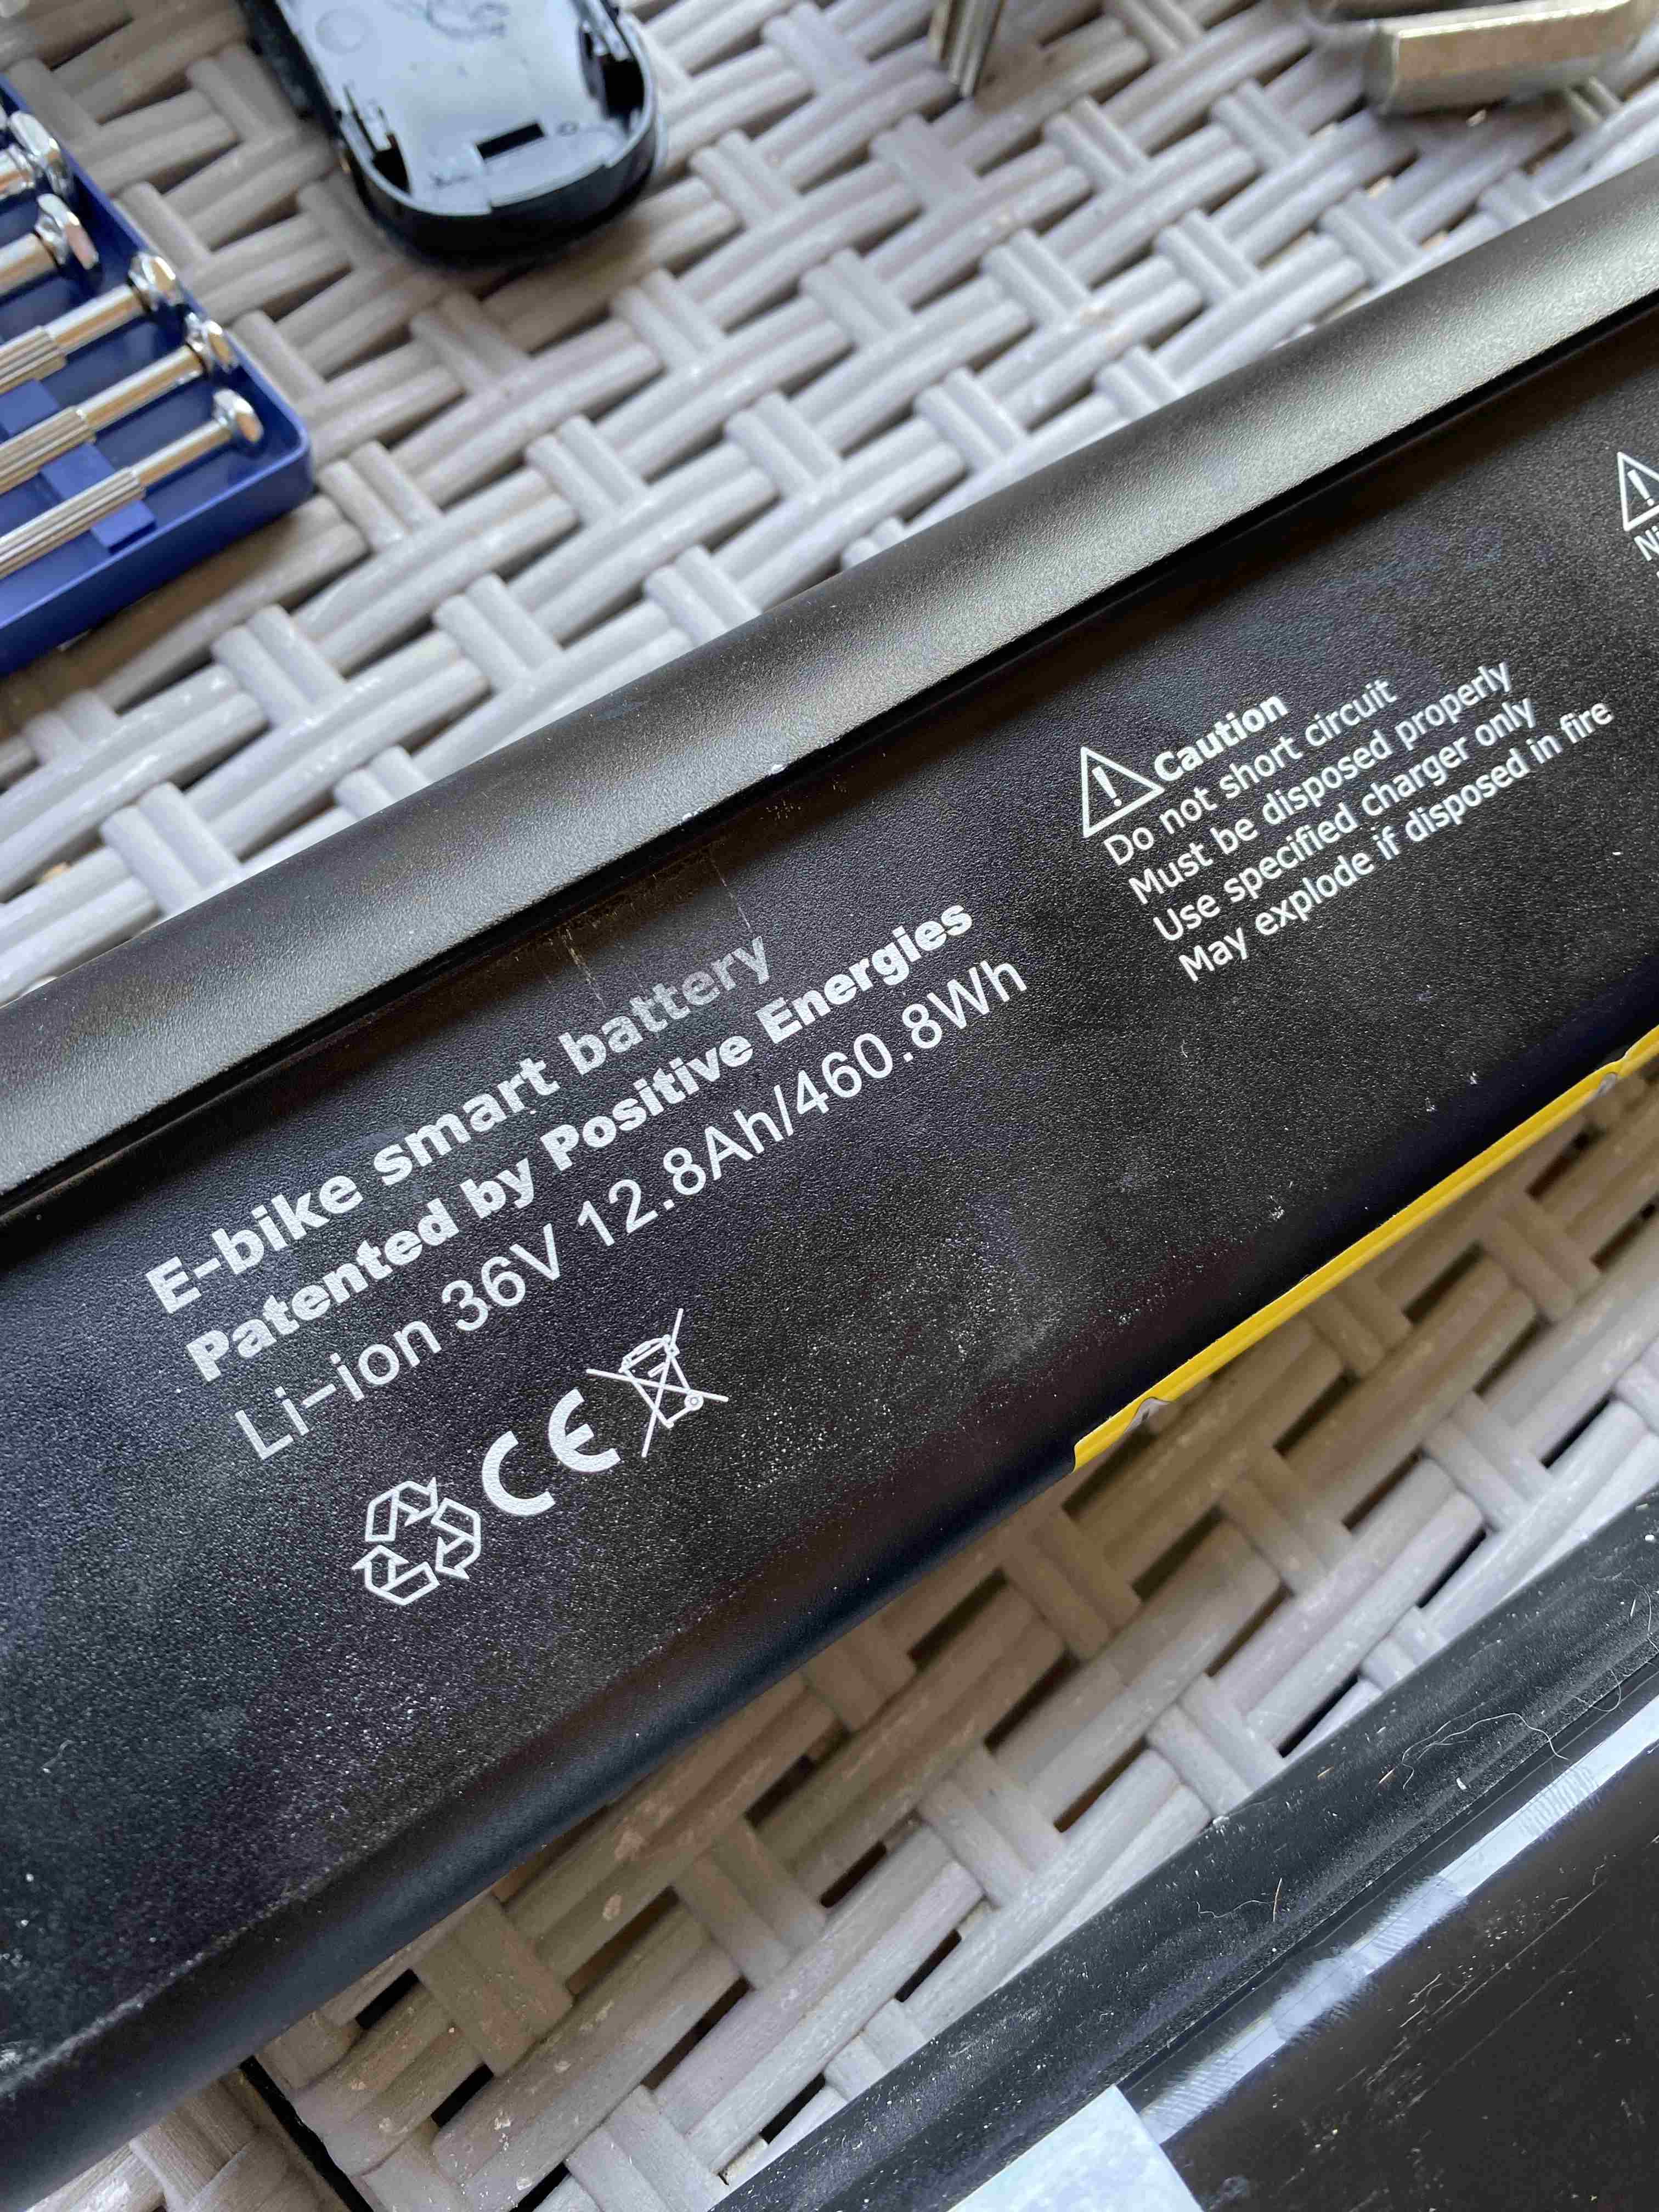 E-bike smart battery
Patented by Positive Energies
Li-ion 36V 12.8Ah/460.8Wh
CE
Caution
Do not short circuit
Must be disposed properly
Use specified charger only
May explode if disposed in fire